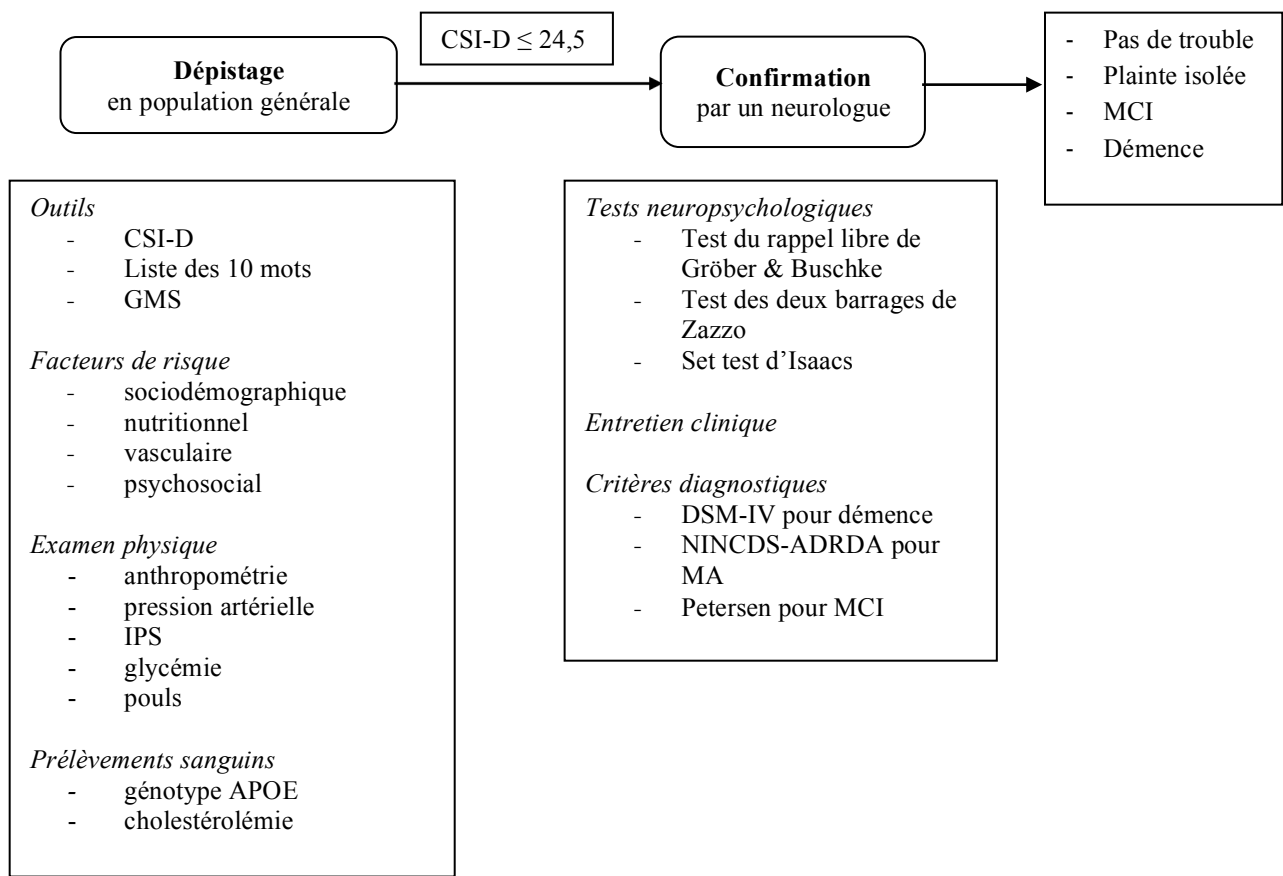 CSI-D ≤ 24,5
Dépistage
en population générale
Confirmation
par un neurologue
- Pas de trouble
- Plainte isolée
- MCI
- Démence
Outils
- CSI-D
- Liste des 10 mots
- GMS
Facteurs de risque
- sociodémographique
- nutritionnel
- vasculaire
- psychosocial
Examen physique
- anthropométrie
- pression artérielle
- IPS
- glycémie
- pouls
Prélèvements sanguins
- génotype APOE
- cholestérolémie
Tests neuropsychologiques
- Test du rappel libre de
Gröber & Buschke
- Test des deux barrages de
Zazzo
- Set test d’Isaacs
Entretien clinique
Critères diagnostiques
- DSM-IV pour démence
- NINCDS-ADRDA pour
MA
- Petersen pour MCI